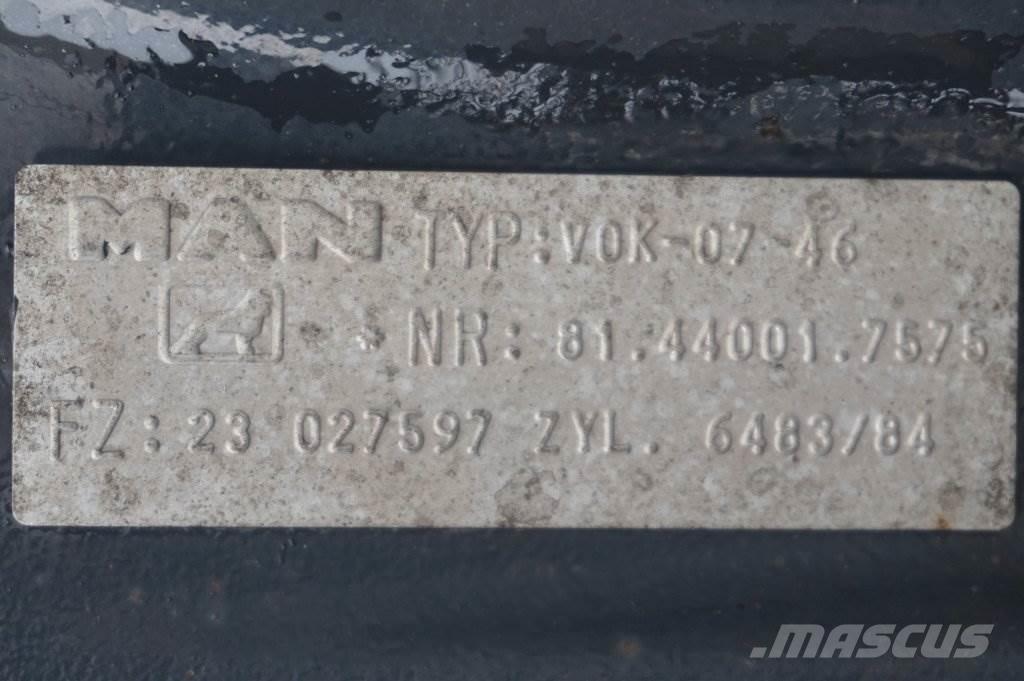 MAN TYP: VOK-07-46
NR: 81.44001.7575
FZ: 23 027597 ZYL. 6483/84
MASCUS